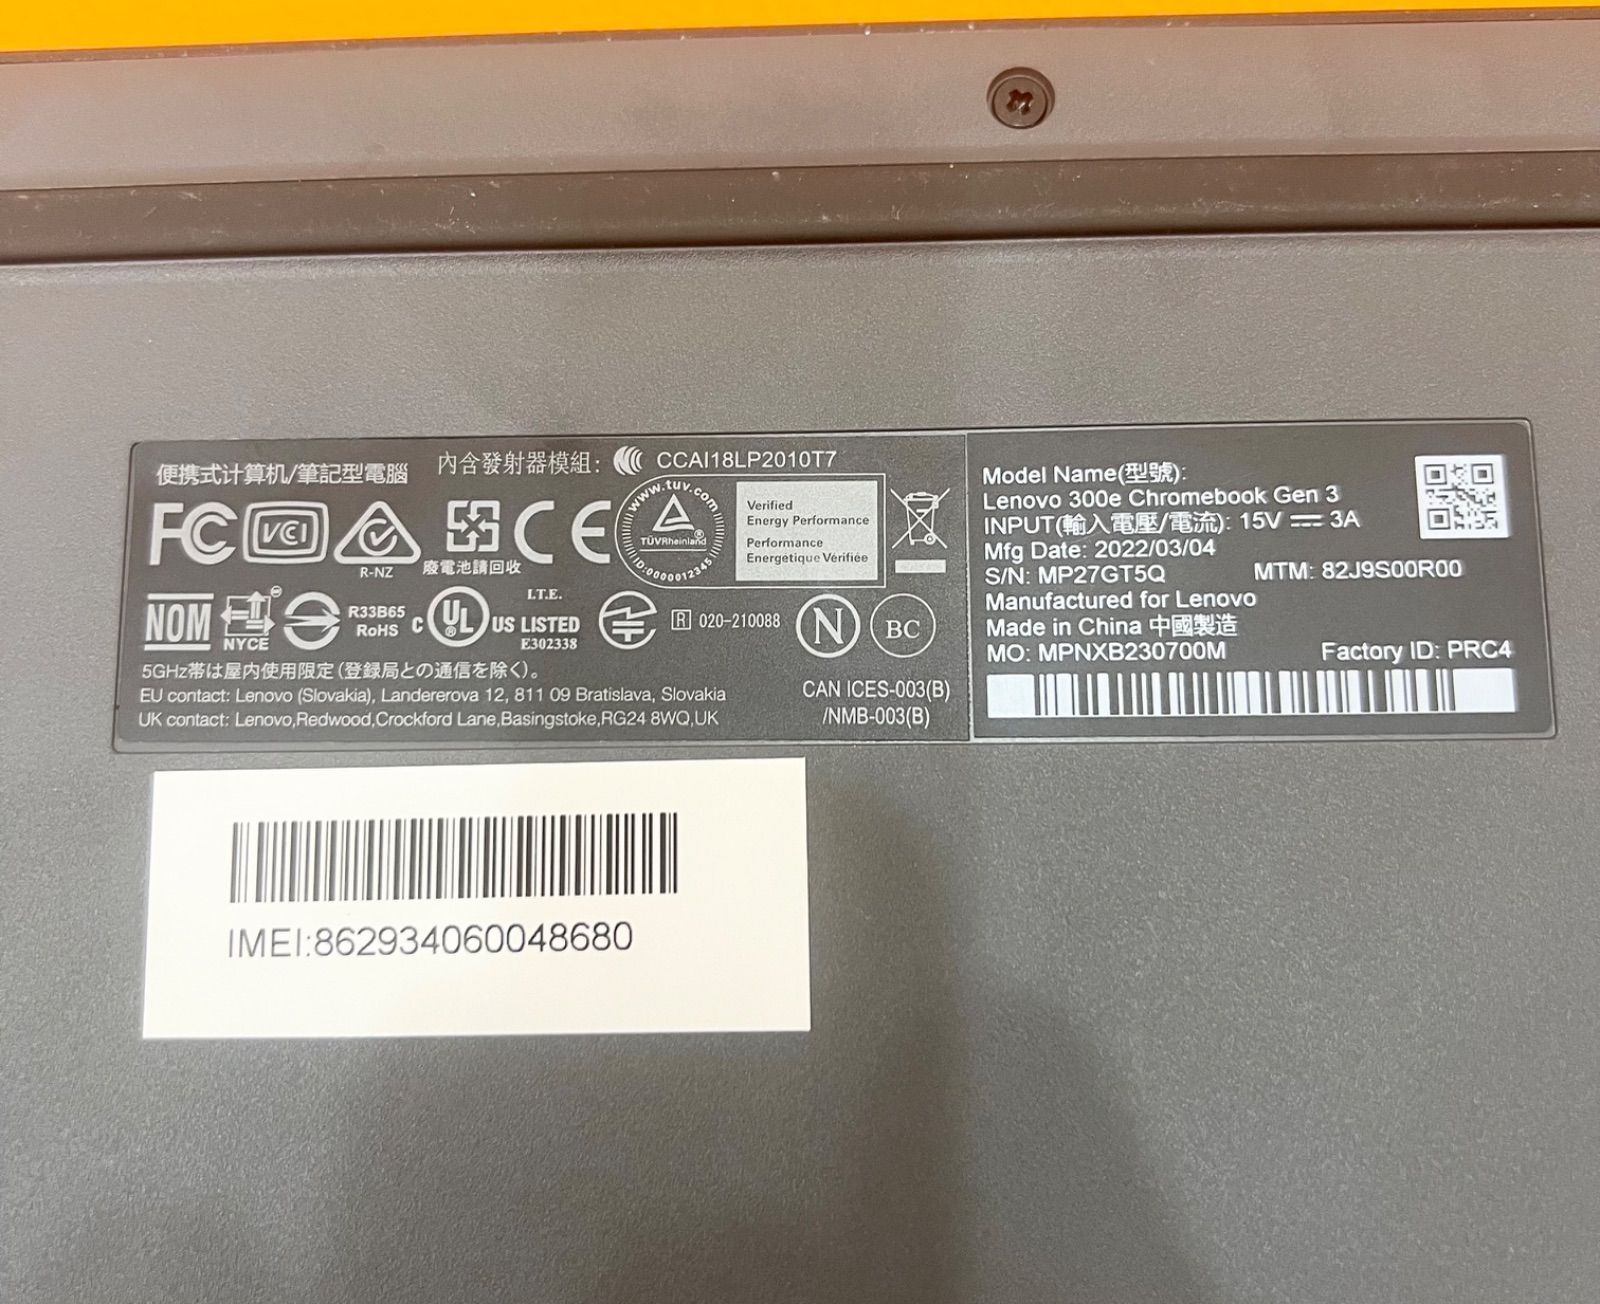 便携式计算机/筆記型電腦
內含發射器模組: CCAI18LP2010T7
FC VCI R-NZ 廢電池請回收 CE
www.tuv.com TÜVRheinland® ID:0000012345
Verified
Energy Performance
Performance
Energetique Vérifiée
NOM NYCE R33B65
RoHS
C UL® US LISTED
I.T.E.
E302338
R 020-210088
N BC
5GHz帯は屋内使用限定(登録局との通信を除く)。
EU contact: Lenovo (Slovakia), Landererova 12, 811 09 Bratislava, Slovakia
UK contact: Lenovo,Redwood,Crockford Lane,Basingstoke,RG24 8WQ,UK
CAN ICES-003(B)
/NMB-003(B)
Model Name(型號):
Lenovo 300e Chromebook Gen 3
INPUT(輸入電壓/電流): 15V ⎓ 3A
Mfg Date: 2022/03/04
S/N: MP27GT5Q MTM: 82J9S00R00
Manufactured for Lenovo
Made in China 中國製造
MO: MPNXB230700M Factory ID: PRC4
IMEI:862934060048680